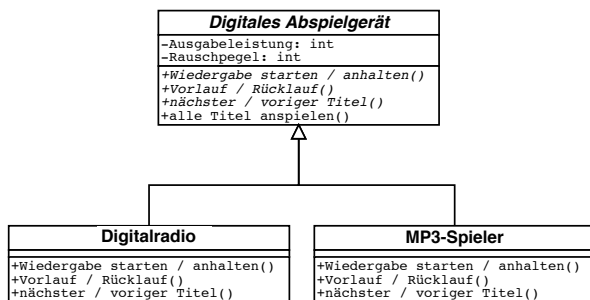 Digitales Abspielgerät
-Ausgabeleistung: int
-Rauschpegel: int
+Wiedergabe starten / anhalten()
+Vorlauf / Rücklauf()
+nächster / voriger Titel()
+alle Titel anspielen()
Digitalradio
+Wiedergabe starten / anhalten()
+Vorlauf / Rücklauf()
+nächster / voriger Titel()
MP3-Spieler
+Wiedergabe starten / anhalten()
+Vorlauf / Rücklauf()
+nächster / voriger Titel()